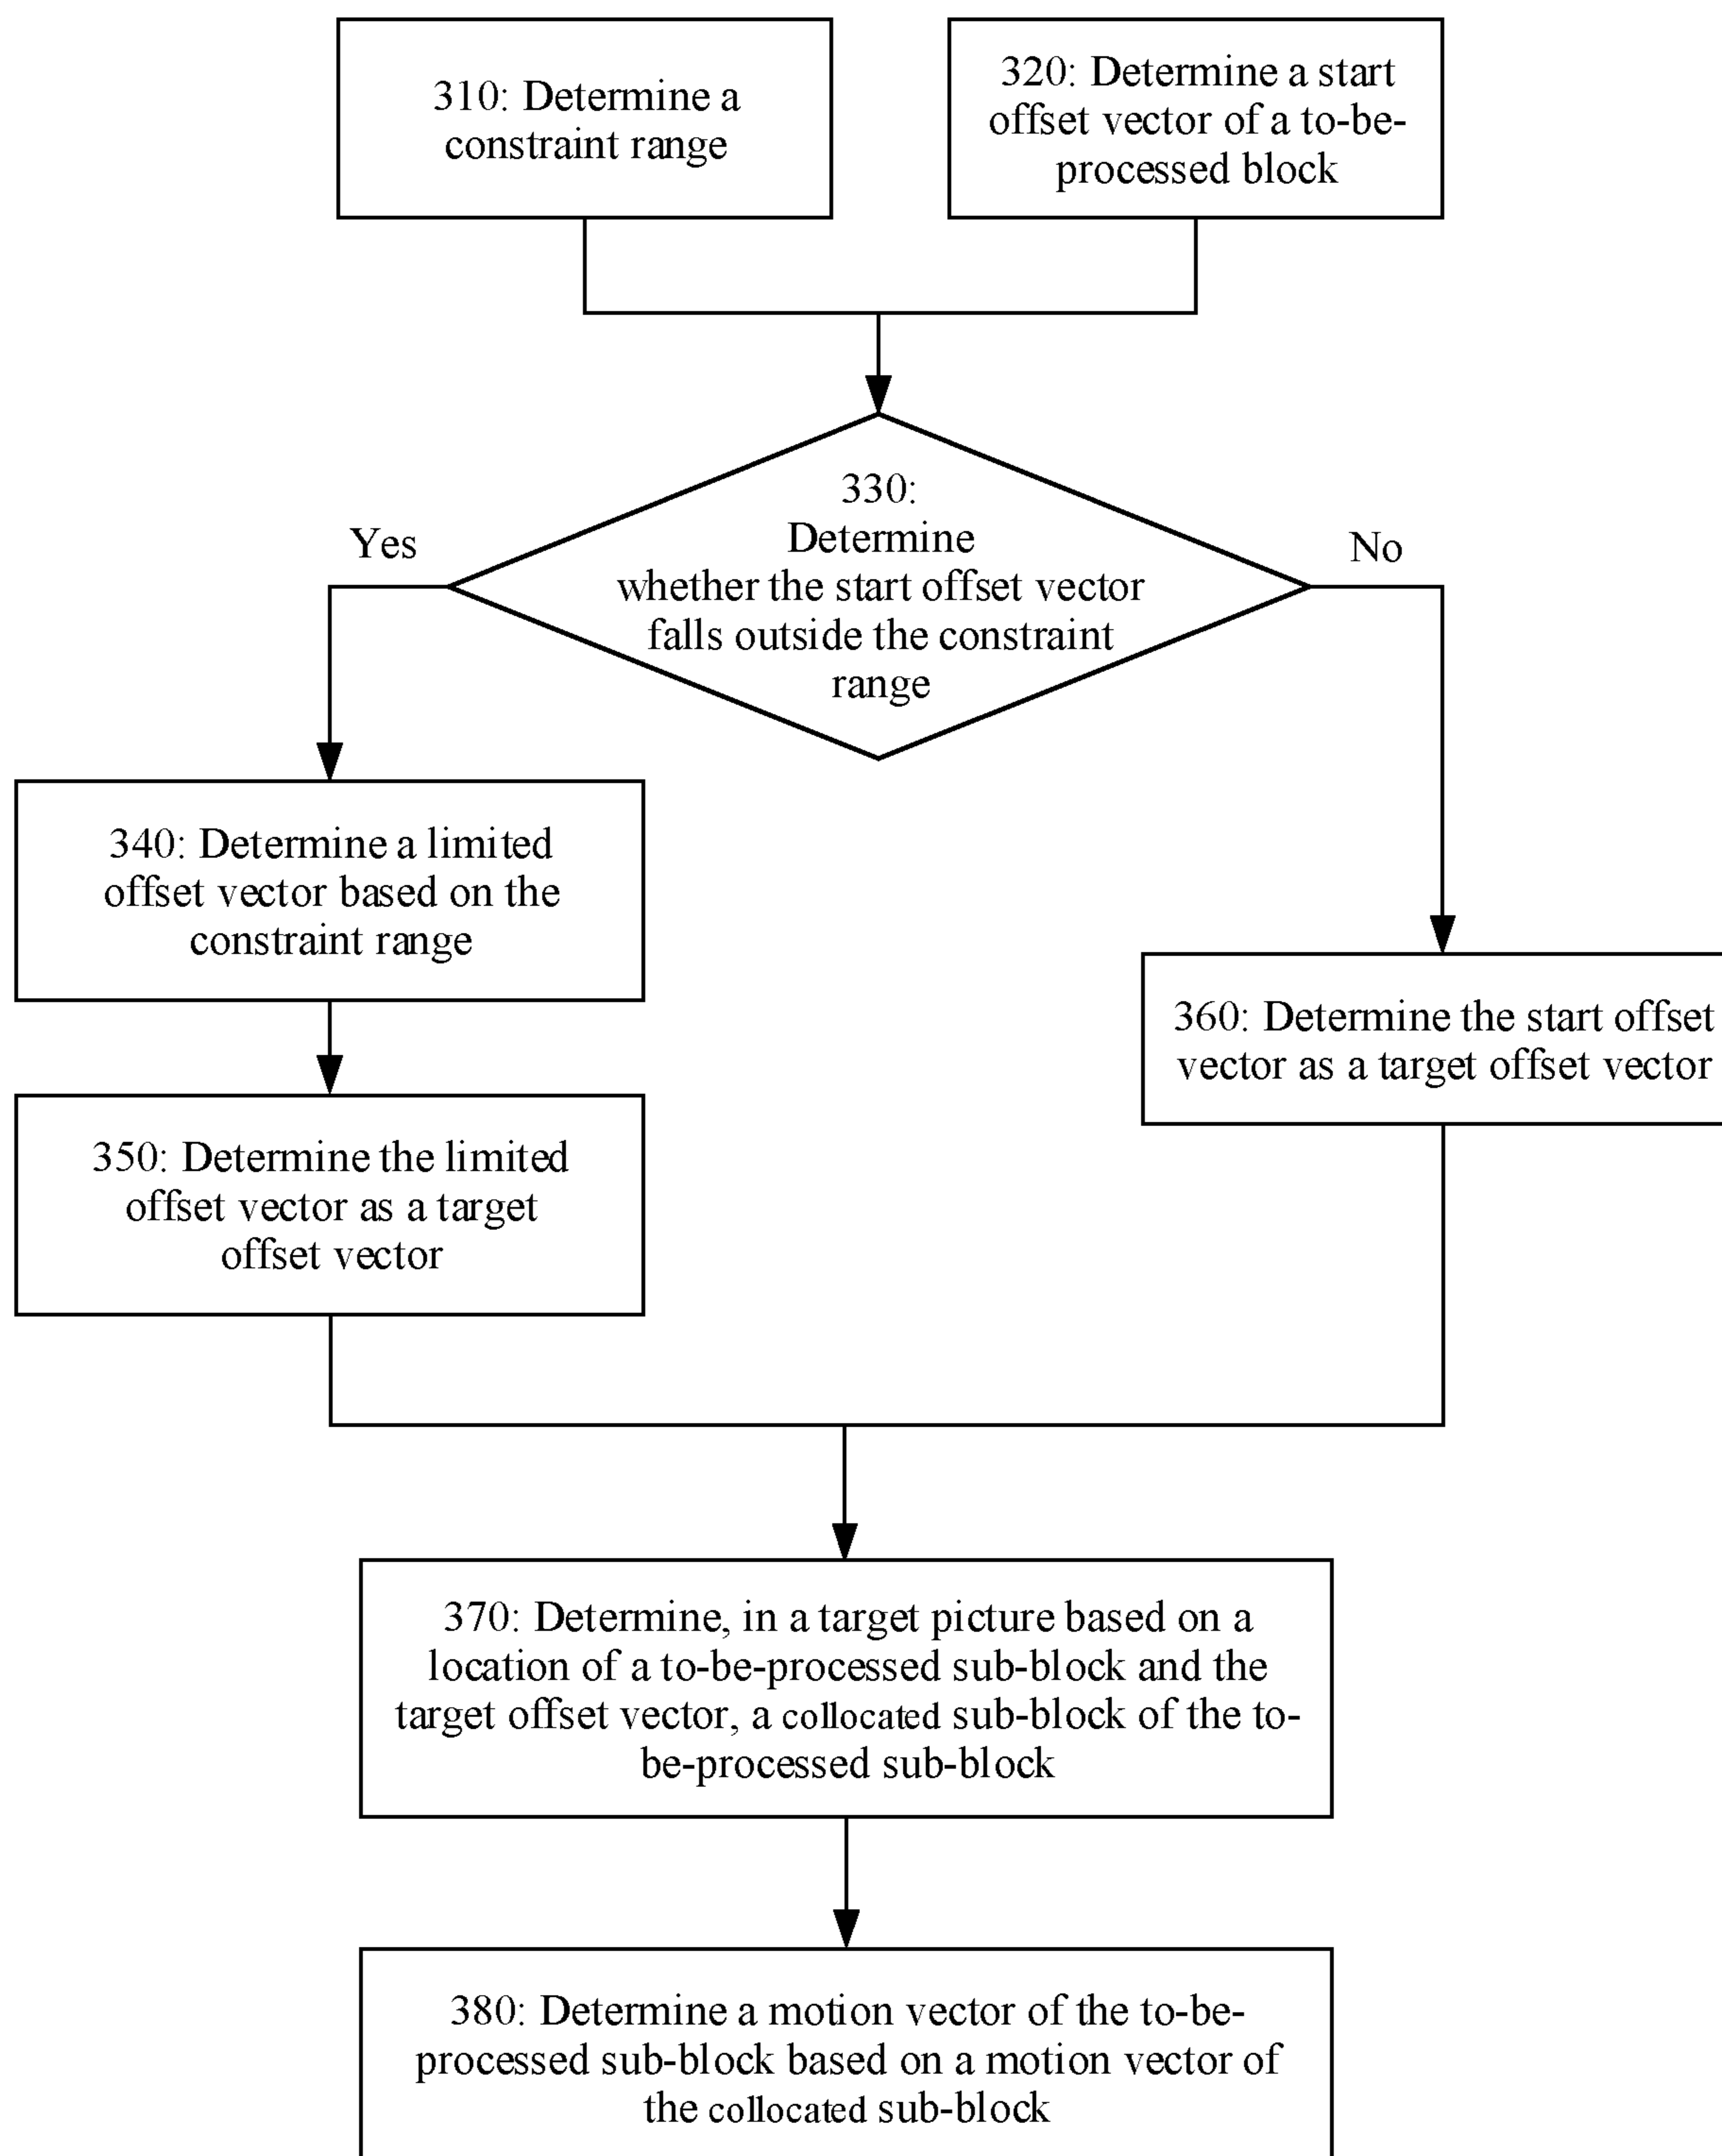 310: Determine a
constraint range
320: Determine a start
offset vector of a to-be-
processed block
330:
Determine
whether the start offset vector
falls outside the constraint
range
Yes
No
340: Determine a limited
offset vector based on the
constraint range
360: Determine the start offset
vector as a target offset vector
350: Determine the limited
offset vector as a target
offset vector
370: Determine, in a target picture based on a
location of a to-be-processed sub-block and the
target offset vector, a collocated sub-block of the to-
be-processed sub-block
380: Determine a motion vector of the to-be-
processed sub-block based on a motion vector of
the collocated sub-block